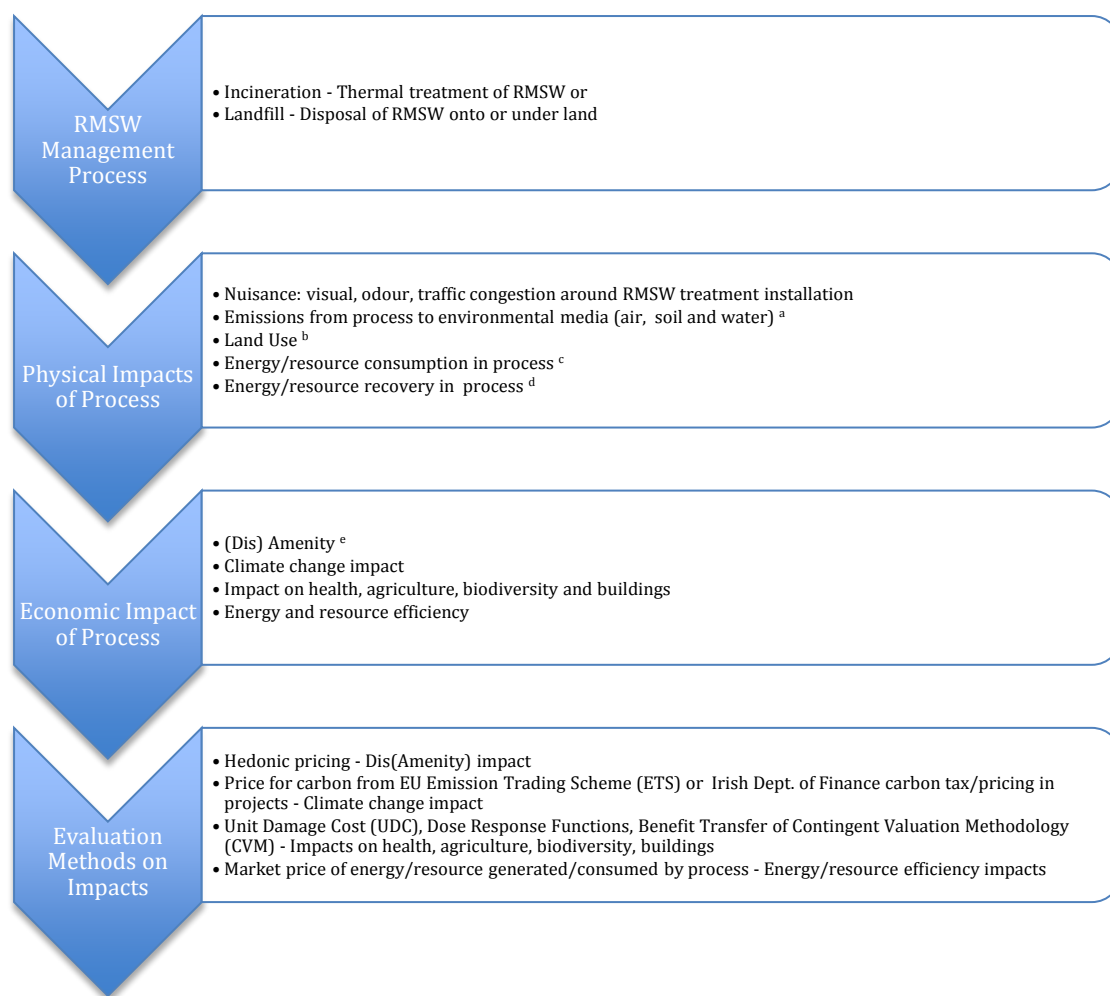 RMSW
Management
Process
• Incineration - Thermal treatment of RMSW or
• Landfill - Disposal of RMSW onto or under land
Physical Impacts
of Process
• Nuisance: visual, odour, traffic congestion around RMSW treatment installation
• Emissions from process to environmental media (air, soil and water) a
• Land Use b
• Energy/resource consumption in process c
• Energy/resource recovery in process d
Economic Impact
of Process
• (Dis) Amenity e
• Climate change impact
• Impact on health, agriculture, biodiversity and buildings
• Energy and resource efficiency
Evaluation
Methods on
Impacts
• Hedonic pricing - Dis(Amenity) impact
• Price for carbon from EU Emission Trading Scheme (ETS) or Irish Dept. of Finance carbon tax/pricing in
projects - Climate change impact
• Unit Damage Cost (UDC), Dose Response Functions, Benefit Transfer of Contingent Valuation Methodology
(CVM) - Impacts on health, agriculture, biodiversity, buildings
• Market price of energy/resource generated/consumed by process - Energy/resource efficiency impacts